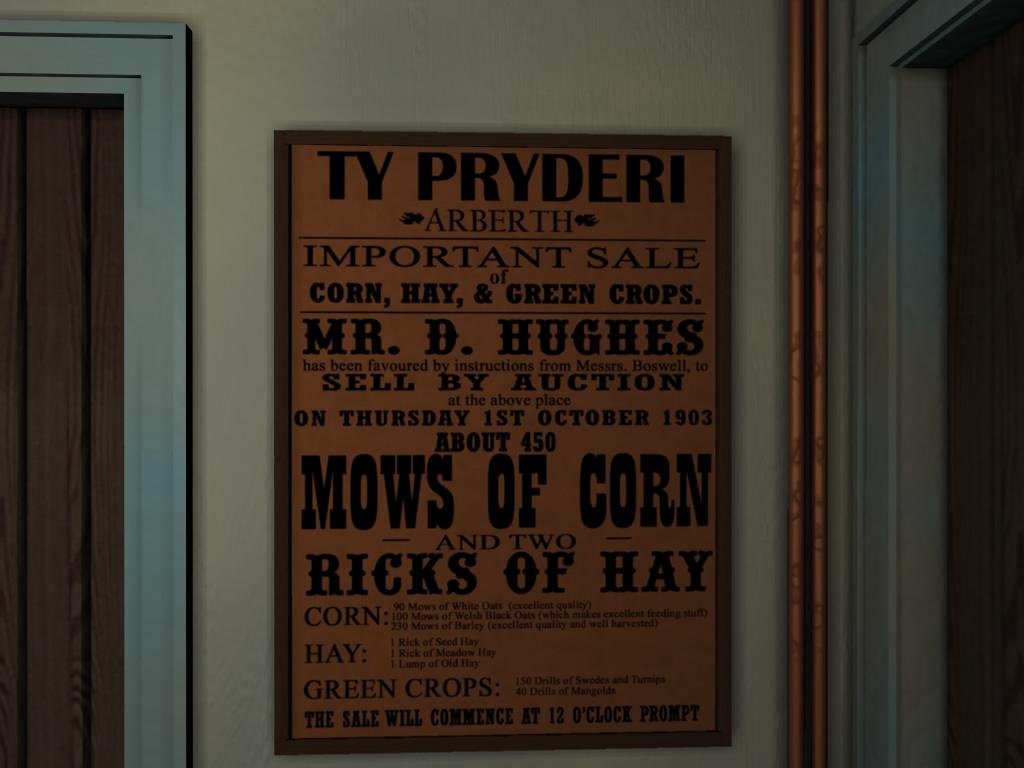 TY PRYDERI
ARBERTH
IMPORTANT SALE
of
CORN, HAY, & GREEN CROPS.
MR. D. HUGHES
has been favoured by instructions from Messrs. Boswell, to
SELL BY AUCTION
at the above place
ON THURSDAY 1ST OCTOBER 1903
ABOUT 450
MOWS OF CORN
— AND TWO —
RICKS OF HAY
CORN: 90 Mows of White Oats (excellent quality)
100 Mows of Welsh Black Oats (which makes excellent feeding stuff)
230 Mows of Barley (excellent quality and well harvested)
HAY: 1 Rick of Seed Hay
1 Rick of Meadow Hay
1 Lump of Old Hay
GREEN CROPS: 150 Drills of Swedes and Turnips
40 Drills of Mangolds
THE SALE WILL COMMENCE AT 12 O'CLOCK PROMPT